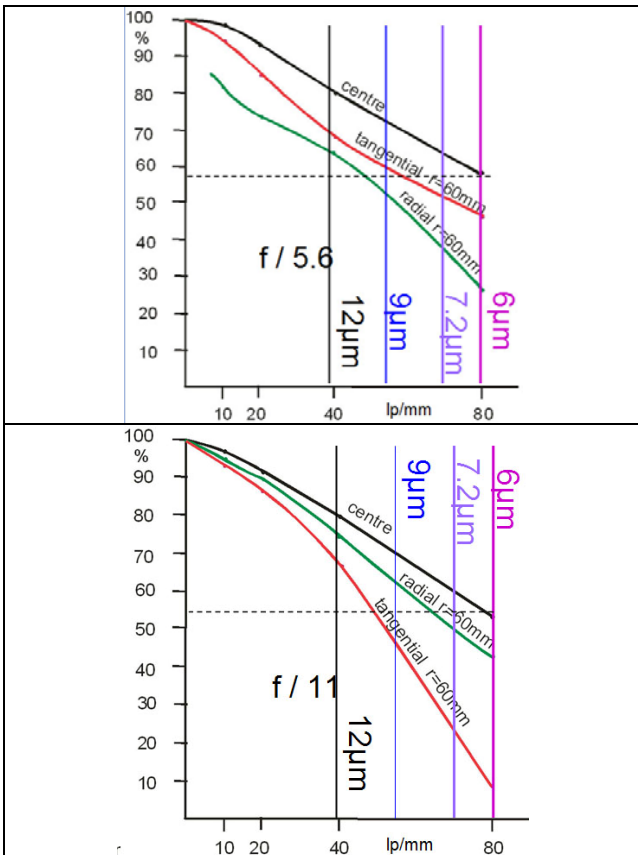 100
%
90
80
70
60
50
40
30
20
10
centre
tangential r=60mm
radial r=60mm
f / 5.6
12µm
9µm
7.2µm
6µm
10 20 40 lp/mm 80
100
%
90
80
70
60
50
40
30
20
10
centre
radial r=60mm
tangential r=60mm
f / 11
12µm
9µm
7.2µm
6µm
10 20 40 lp/mm 80